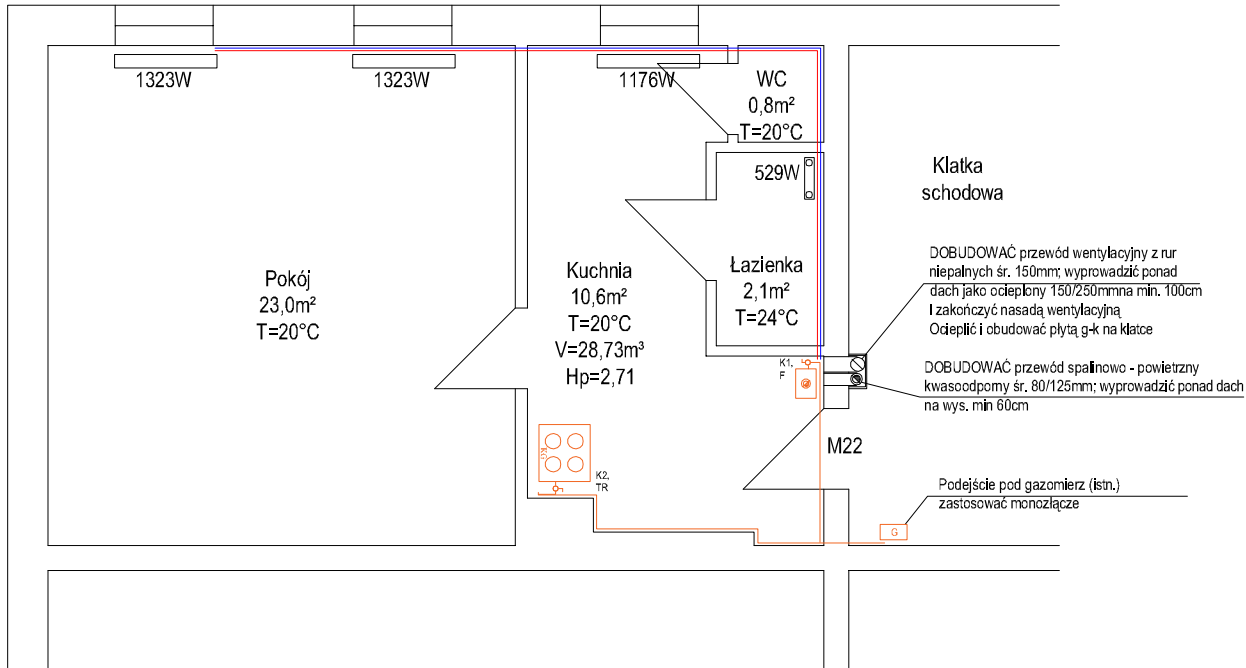 1323W
1323W
1176W
WC
0,8m²
T=20°C
529W
Klatka
schodowa
Pokój
23,0m²
T=20°C
Kuchnia
10,6m²
T=20°C
V=28,73m³
Hp=2,71
Łazienka
2,1m²
T=24°C
DOBUDOWAĆ przewód wentylacyjny z rur
niepalnych śr. 150mm; wyprowadzić ponad
dach jako ocieplony 150/250mmna min. 100cm
I zakończyć nasadą wentylacyjną
Ocieplić i obudować płytą g-k na klatce
K1,
F
DOBUDOWAĆ przewód spalinowo - powietrzny
kwasoodporny śr. 80/125mm; wyprowadzić ponad dach
na wys. min 60cm
M22
KG
K2,
TR
Podejście pod gazomierz (istn.)
zastosować monozłącze
G